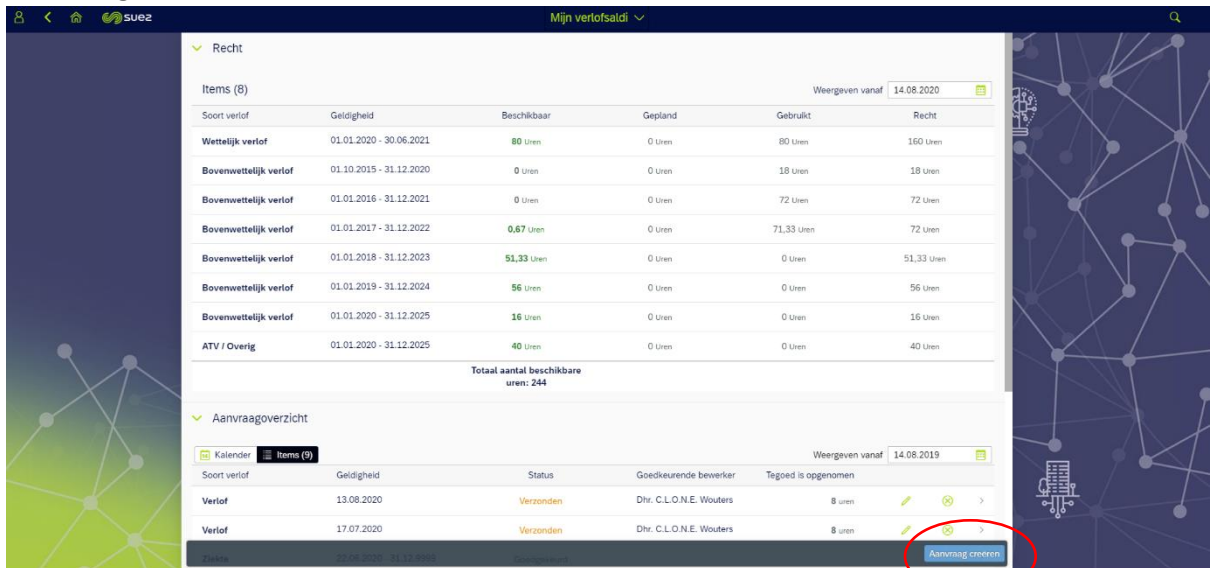 suez Mijn verlofsaldi
Recht
Items (8) Weergeven vanaf 14.08.2020
Soort verlof Geldigheid Beschikbaar Gepland Gebruikt Recht
Wettelijk verlof 01.01.2020 - 30.06.2021 80 Uren 0 Uren 80 Uren 160 Uren
Bovenwettelijk verlof 01.10.2015 - 31.12.2020 0 Uren 0 Uren 18 Uren 18 Uren
Bovenwettelijk verlof 01.01.2016 - 31.12.2021 0 Uren 0 Uren 72 Uren 72 Uren
Bovenwettelijk verlof 01.01.2017 - 31.12.2022 0,67 Uren 0 Uren 71,33 Uren 72 Uren
Bovenwettelijk verlof 01.01.2018 - 31.12.2023 51,33 Uren 0 Uren 0 Uren 51,33 Uren
Bovenwettelijk verlof 01.01.2019 - 31.12.2024 56 Uren 0 Uren 0 Uren 56 Uren
Bovenwettelijk verlof 01.01.2020 - 31.12.2025 16 Uren 0 Uren 0 Uren 16 Uren
ATV / Overig 01.01.2020 - 31.12.2025 40 Uren 0 Uren 0 Uren 40 Uren
Totaal aantal beschikbare
uren: 244
Aanvraagoverzicht
Kalender Items (9) Weergeven vanaf 14.08.2019
Soort verlof Geldigheid Status Goedkeurende bewerker Tegoed is opgenomen
Verlof 13.08.2020 Verzonden Dhr. C.L.O.N.E. Wouters 8 uren
Verlof 17.07.2020 Verzonden Dhr. C.L.O.N.E. Wouters 8 uren
Ziekte Aanvraag creëren